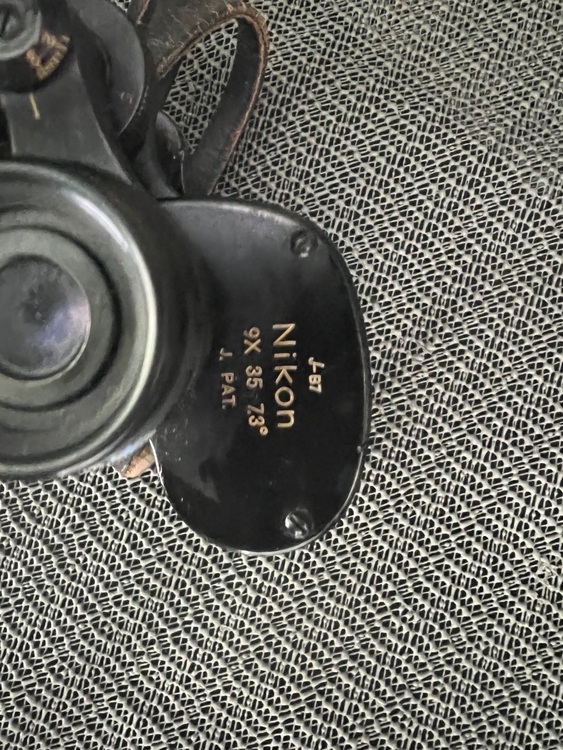 J-B7
Nikon
9X 35 7.3°
J. PAT.